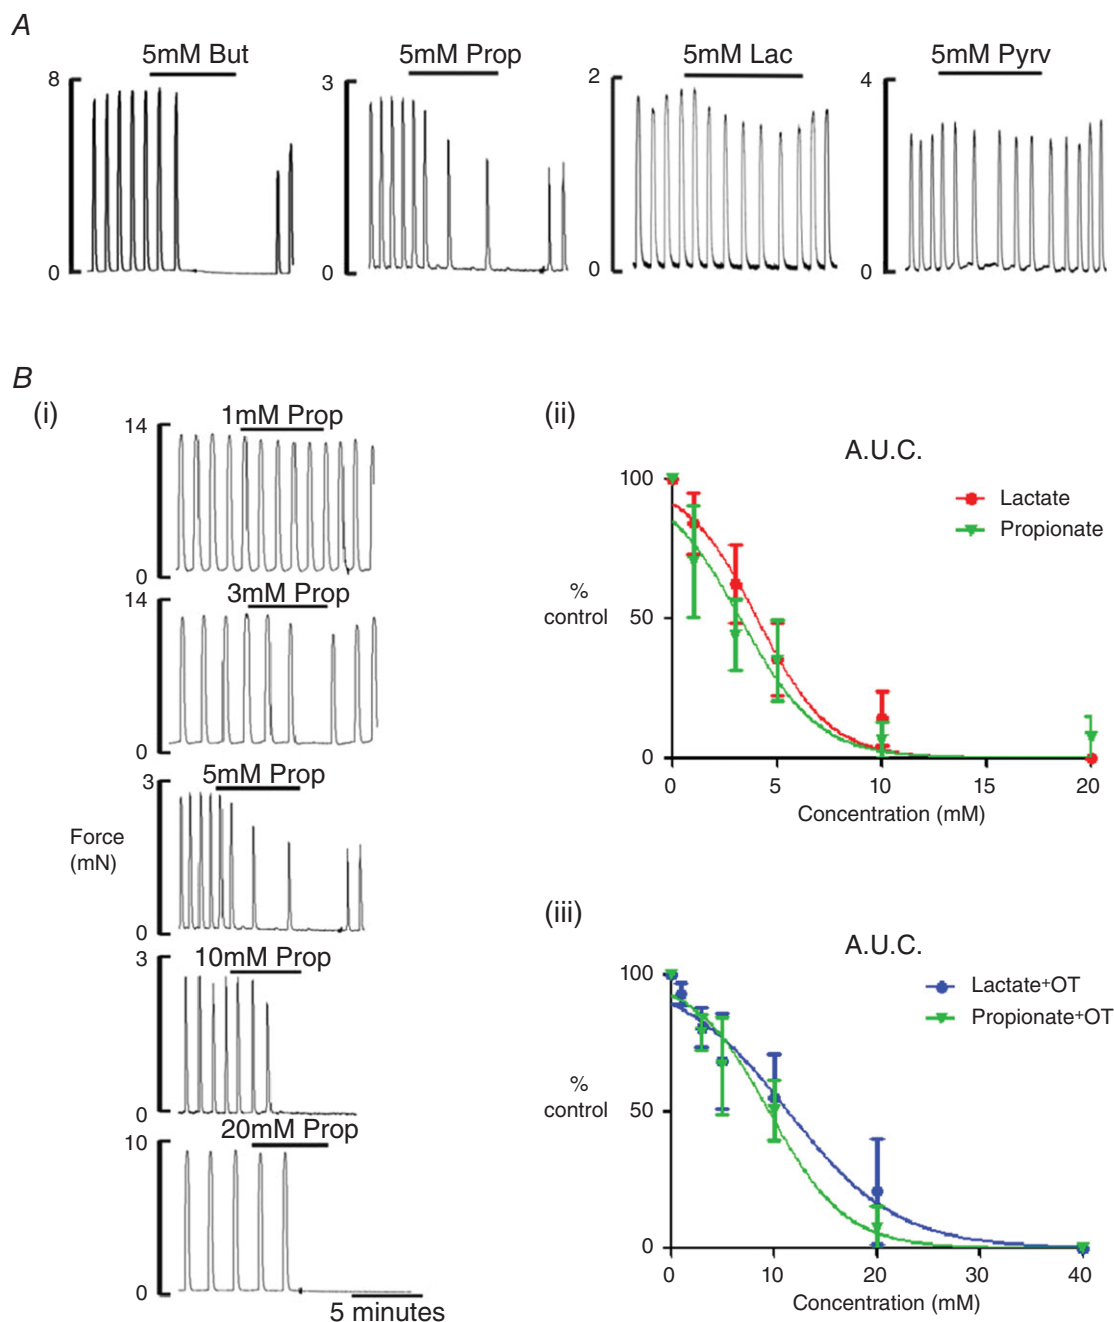 A
5mM But
5mM Prop
5mM Lac
5mM Pyrv
8
0
3
0
2
0
4
0
B
(i)
1mM Prop
14
0
3mM Prop
14
0
5mM Prop
3
0
Force
(mN)
10mM Prop
3
0
20mM Prop
10
0
5 minutes
(ii)
A.U.C.
Lactate
Propionate
100
50
0
%
control
0 5 10 15 20
Concentration (mM)
(iii)
A.U.C.
Lactate+OT
Propionate+OT
100
50
0
%
control
0 10 20 30 40
Concentration (mM)